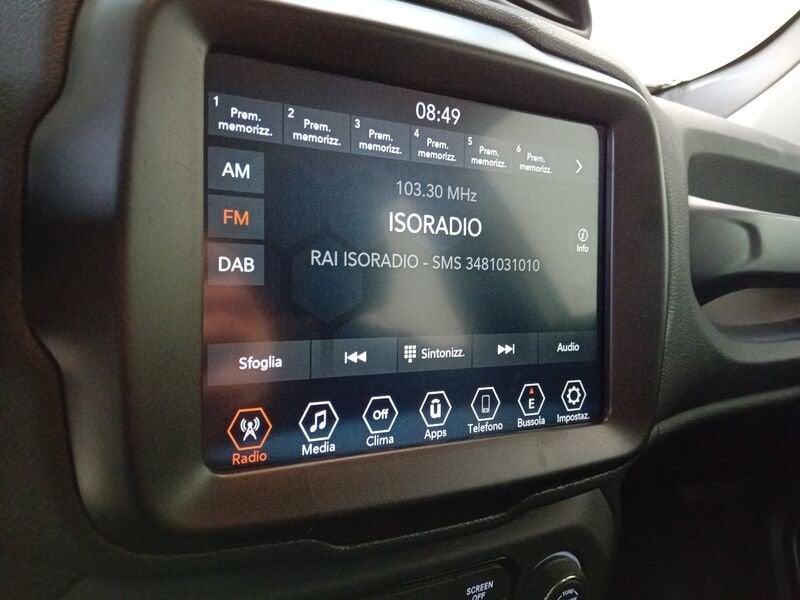 08:49
1 Prem. memorizz.
2 Prem. memorizz.
3 Prem. memorizz.
4 Prem. memorizz.
5 Prem. memorizz.
6 Prem. memorizz.
AM
FM
DAB
103.30 MHz
ISORADIO
RAI ISORADIO - SMS 3481031010
Info
Sfoglia
Sintonizz.
Audio
Radio
Media
Off
Clima
Apps
Telefono
E
Bussola
Impostaz.
SCREEN
OFF
TUNE